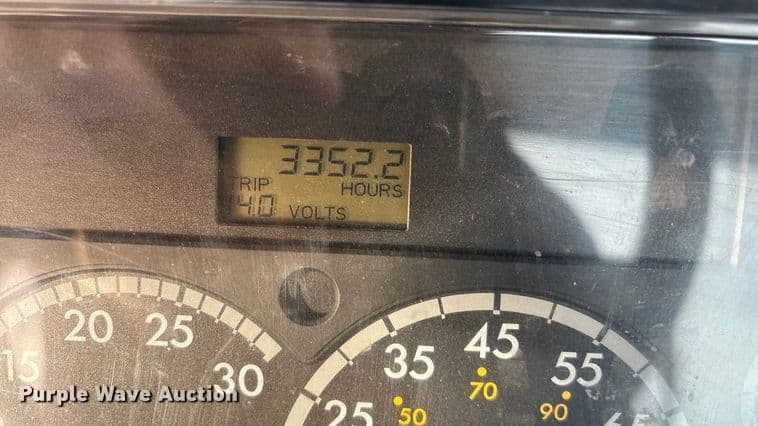 3352.2
TRIP HOURS
14.0 VOLTS
15 20 25 30
25 35 45 55 65
50 70 90
Purple Wave Auction